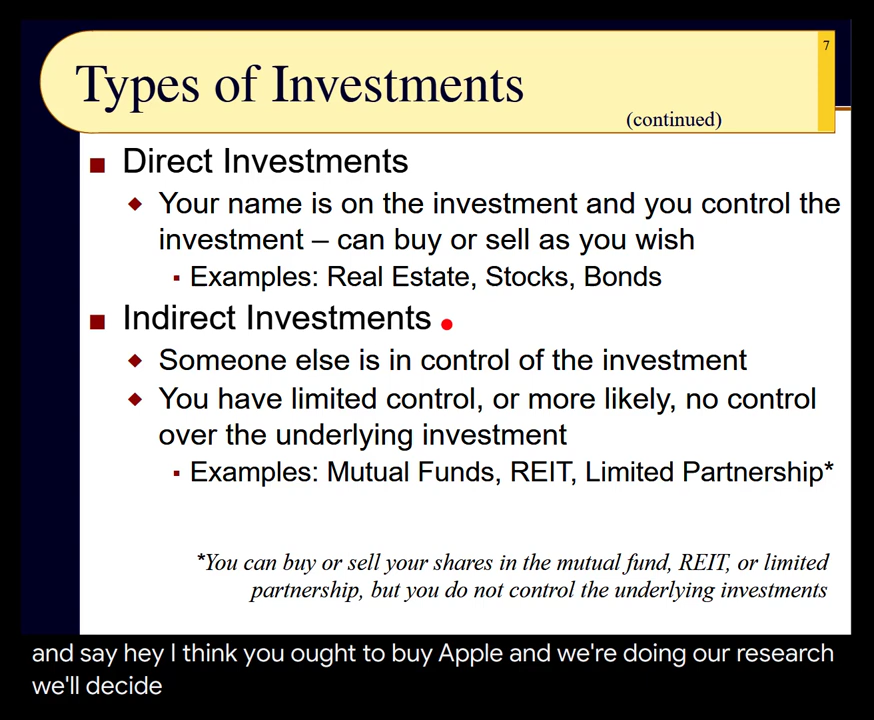 7
Types of Investments
(continued)
Direct Investments
Your name is on the investment and you control the
investment – can buy or sell as you wish
Examples: Real Estate, Stocks, Bonds
Indirect Investments
Someone else is in control of the investment
You have limited control, or more likely, no control
over the underlying investment
Examples: Mutual Funds, REIT, Limited Partnership*
*You can buy or sell your shares in the mutual fund, REIT, or limited
partnership, but you do not control the underlying investments
and say hey I think you ought to buy Apple and we're doing our research
we'll decide